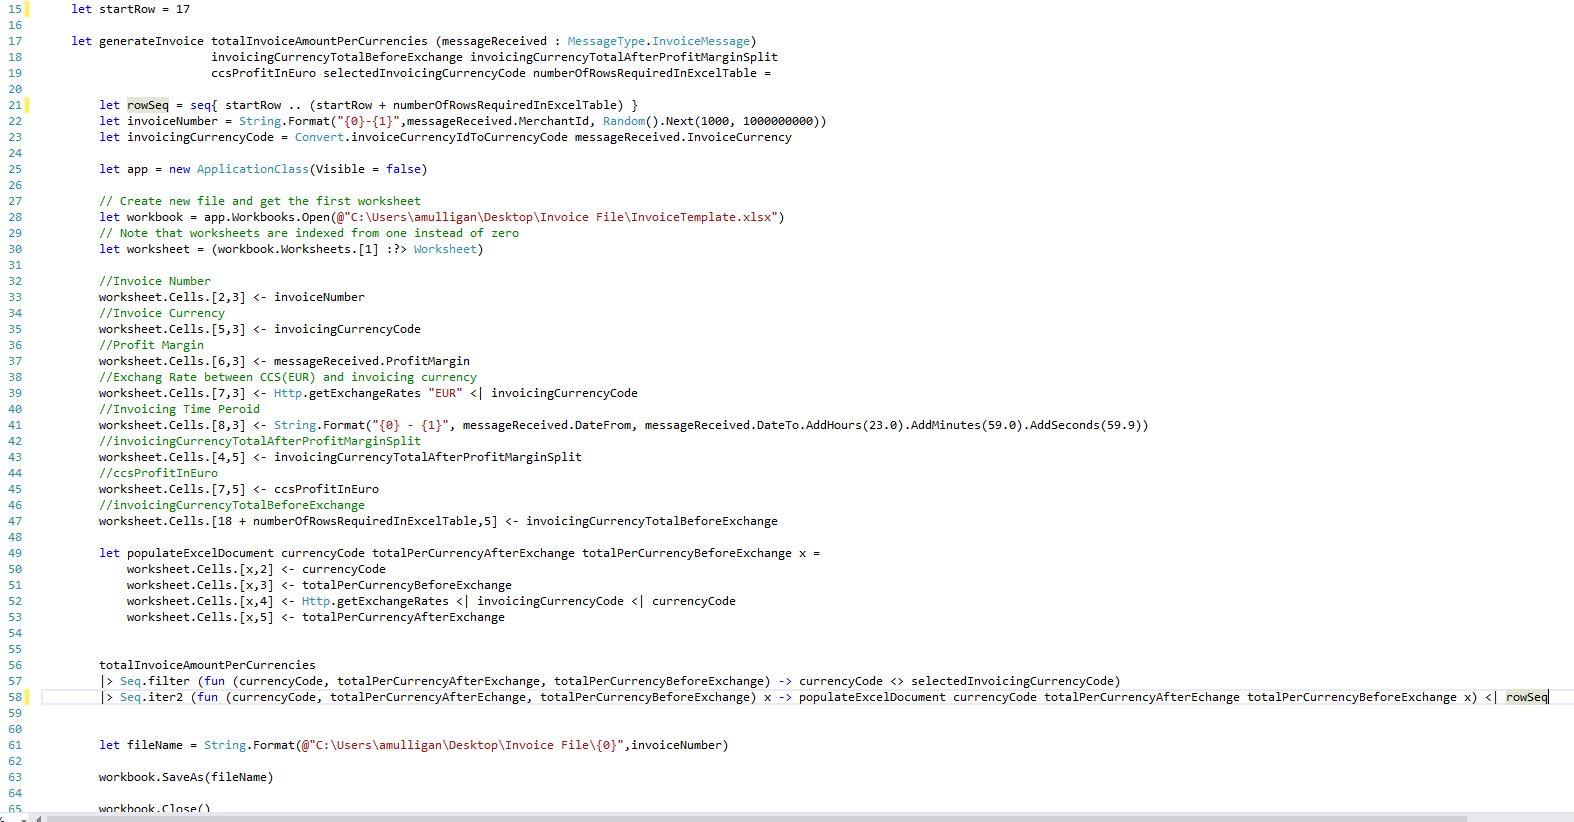 15 let startRow = 17
16
17 let generateInvoice totalInvoiceAmountPerCurrencies (messageReceived : MessageType.InvoiceMessage)
18 invoicingCurrencyTotalBeforeExchange invoicingCurrencyTotalAfterProfitMarginSplit
19 ccsProfitInEuro selectedInvoicingCurrencyCode numberOfRowsRequiredInExcelTable =
20
21 let rowSeq = seq{ startRow .. (startRow + numberOfRowsRequiredInExcelTable) }
22 let invoiceNumber = String.Format("{0}-{1}",messageReceived.MerchantId, Random().Next(1000, 1000000000))
23 let invoicingCurrencyCode = Convert.invoiceCurrencyIdToCurrencyCode messageReceived.InvoiceCurrency
24
25 let app = new ApplicationClass(Visible = false)
26
27 // Create new file and get the first worksheet
28 let workbook = app.Workbooks.Open(@"C:\Users\amulligan\Desktop\Invoice File\InvoiceTemplate.xlsx")
29 // Note that worksheets are indexed from one instead of zero
30 let worksheet = (workbook.Worksheets.[1] :?> Worksheet)
31
32 //Invoice Number
33 worksheet.Cells.[2,3] <- invoiceNumber
34 //Invoice Currency
35 worksheet.Cells.[5,3] <- invoicingCurrencyCode
36 //Profit Margin
37 worksheet.Cells.[6,3] <- messageReceived.ProfitMargin
38 //Exchang Rate between CCS(EUR) and invoicing currency
39 worksheet.Cells.[7,3] <- Http.getExchangeRates "EUR" <| invoicingCurrencyCode
40 //Invoicing Time Peroid
41 worksheet.Cells.[8,3] <- String.Format("{0} - {1}", messageReceived.DateFrom, messageReceived.DateTo.AddHours(23.0).AddMinutes(59.0).AddSeconds(59.9))
42 //invoicingCurrencyTotalAfterProfitMarginSplit
43 worksheet.Cells.[4,5] <- invoicingCurrencyTotalAfterProfitMarginSplit
44 //ccsProfitInEuro
45 worksheet.Cells.[7,5] <- ccsProfitInEuro
46 //invoicingCurrencyTotalBeforeExchange
47 worksheet.Cells.[18 + numberOfRowsRequiredInExcelTable,5] <- invoicingCurrencyTotalBeforeExchange
48
49 let populateExcelDocument currencyCode totalPerCurrencyAfterExchange totalPerCurrencyBeforeExchange x =
50 worksheet.Cells.[x,2] <- currencyCode
51 worksheet.Cells.[x,3] <- totalPerCurrencyBeforeExchange
52 worksheet.Cells.[x,4] <- Http.getExchangeRates <| invoicingCurrencyCode <| currencyCode
53 worksheet.Cells.[x,5] <- totalPerCurrencyAfterExchange
54
55
56 totalInvoiceAmountPerCurrencies
57 |> Seq.filter (fun (currencyCode, totalPerCurrencyAfterExchange, totalPerCurrencyBeforeExchange) -> currencyCode <> selectedInvoicingCurrencyCode)
58 |> Seq.iter2 (fun (currencyCode, totalPerCurrencyAfterEchange, totalPerCurrencyBeforeExchange) x -> populateExcelDocument currencyCode totalPerCurrencyAfterEchange totalPerCurrencyBeforeExchange x) <| rowSeq
59
60
61 let fileName = String.Format(@"C:\Users\amulligan\Desktop\Invoice File\{0}",invoiceNumber)
62
63 workbook.SaveAs(fileName)
64
65 workbook.Close()